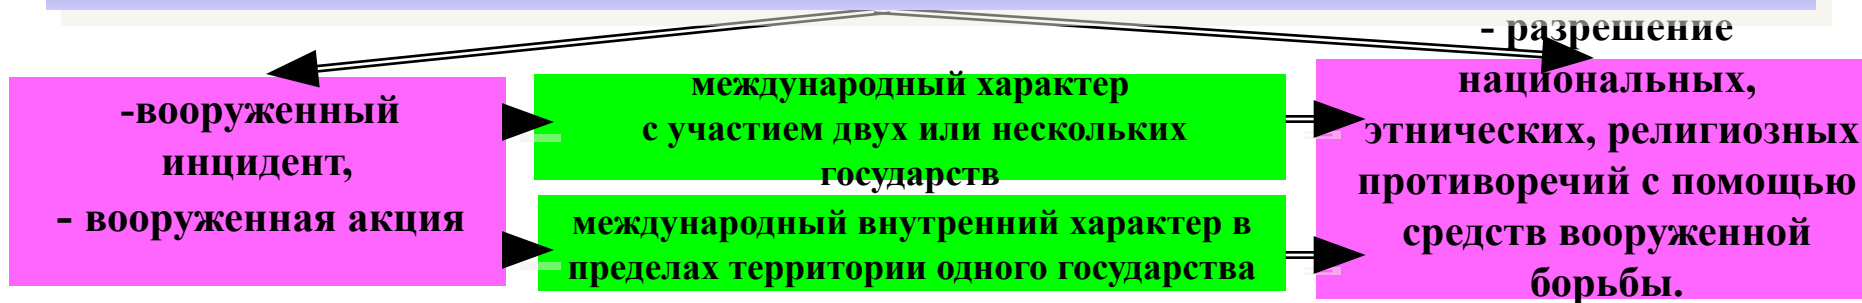 -вооруженный
инцидент,
- вооруженная акция
международный характер
с участием двух или нескольких
государств
международный внутренний характер в
пределах территории одного государства
- разрешение
национальных,
этнических, религиозных
противоречий с помощью
средств вооруженной
борьбы.